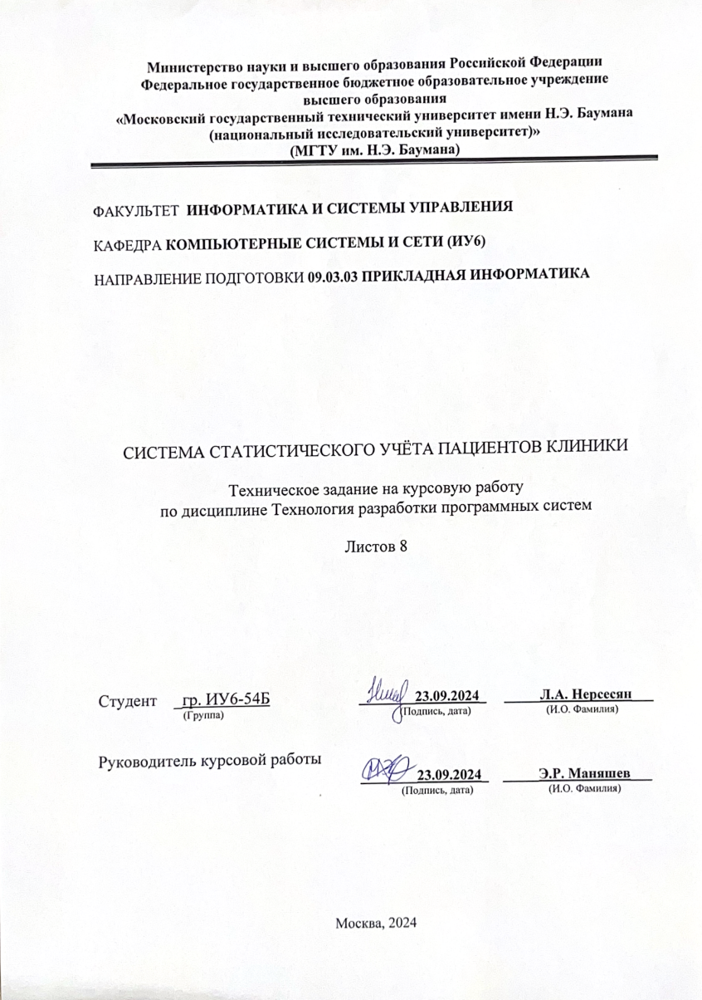 Министерство науки и высшего образования Российской Федерации
Федеральное государственное бюджетное образовательное учреждение
высшего образования
«Московский государственный технический университет имени Н.Э. Баумана
(национальный исследовательский университет)»
(МГТУ им. Н.Э. Баумана)
ФАКУЛЬТЕТ ИНФОРМАТИКА И СИСТЕМЫ УПРАВЛЕНИЯ
КАФЕДРА КОМПЬЮТЕРНЫЕ СИСТЕМЫ И СЕТИ (ИУ6)
НАПРАВЛЕНИЕ ПОДГОТОВКИ 09.03.03 ПРИКЛАДНАЯ ИНФОРМАТИКА
СИСТЕМА СТАТИСТИЧЕСКОГО УЧЁТА ПАЦИЕНТОВ КЛИНИКИ
Техническое задание на курсовую работу
по дисциплине Технология разработки программных систем
Листов 8
Студент гр. ИУ6-54Б 23.09.2024 Л.А. Нерсесян
(Группа) (Подпись, дата) (И.О. Фамилия)
Руководитель курсовой работы 23.09.2024 Э.Р. Маняшев
(Подпись, дата) (И.О. Фамилия)
Москва, 2024